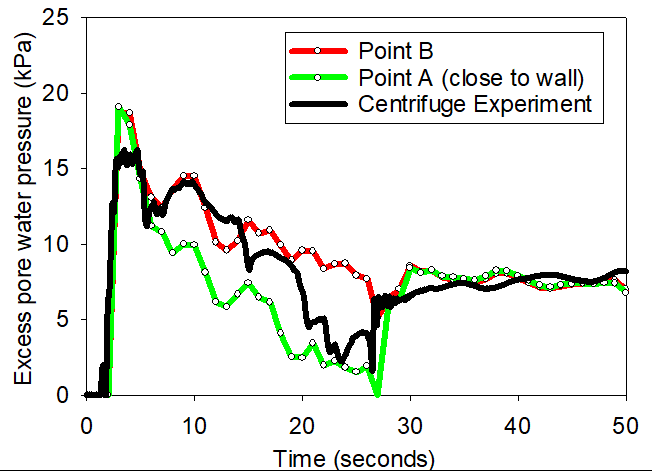 Excess pore water pressure (kPa)
25
20
15
10
5
0
Point B
Point A (close to wall)
Centrifuge Experiment
0 10 20 30 40 50
Time (seconds)